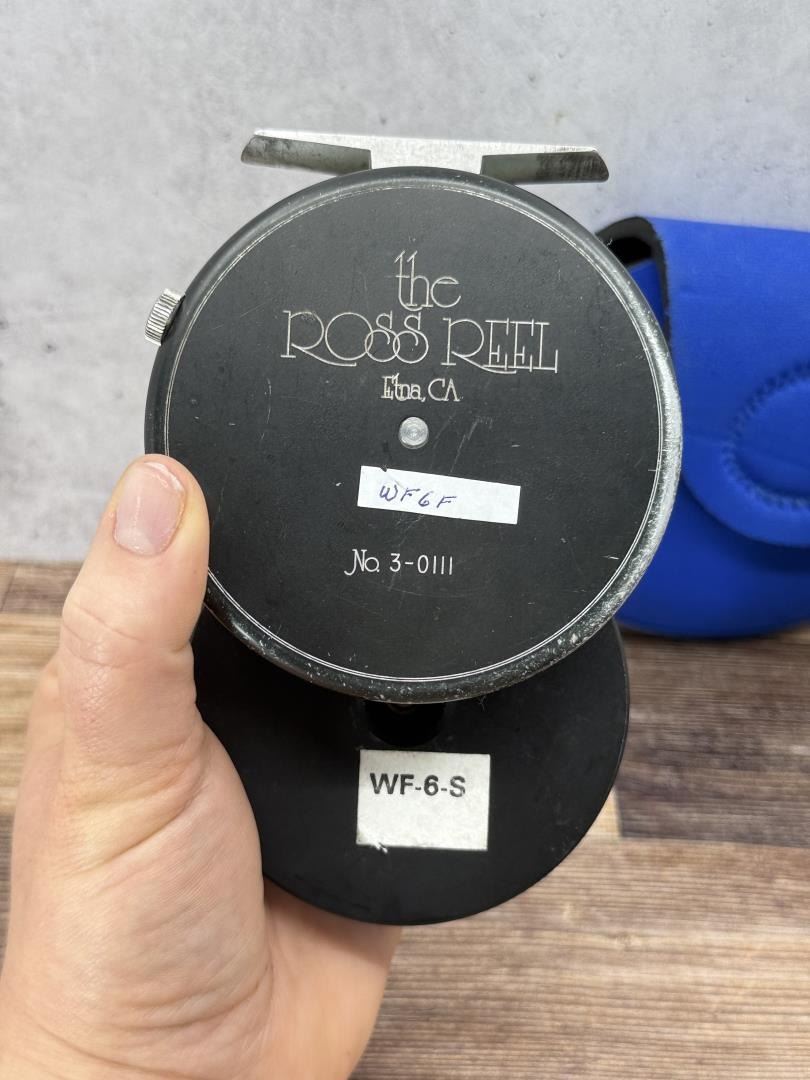 the
ROSS REEL
Etna, CA
WF6F
No. 3-0111
WF-6-S